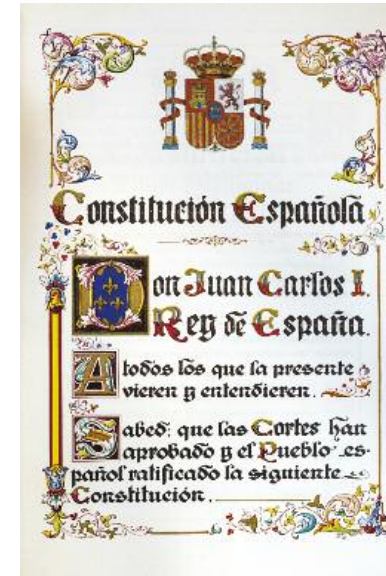 Constitución Española
Don Juan Carlos I.
Rey de España.
A todos los que la presente
vieren y entendieren.
Sabed: que las Cortes han
aprobado y el Pueblo es-
pañol ratificado la siguiente
Constitución.